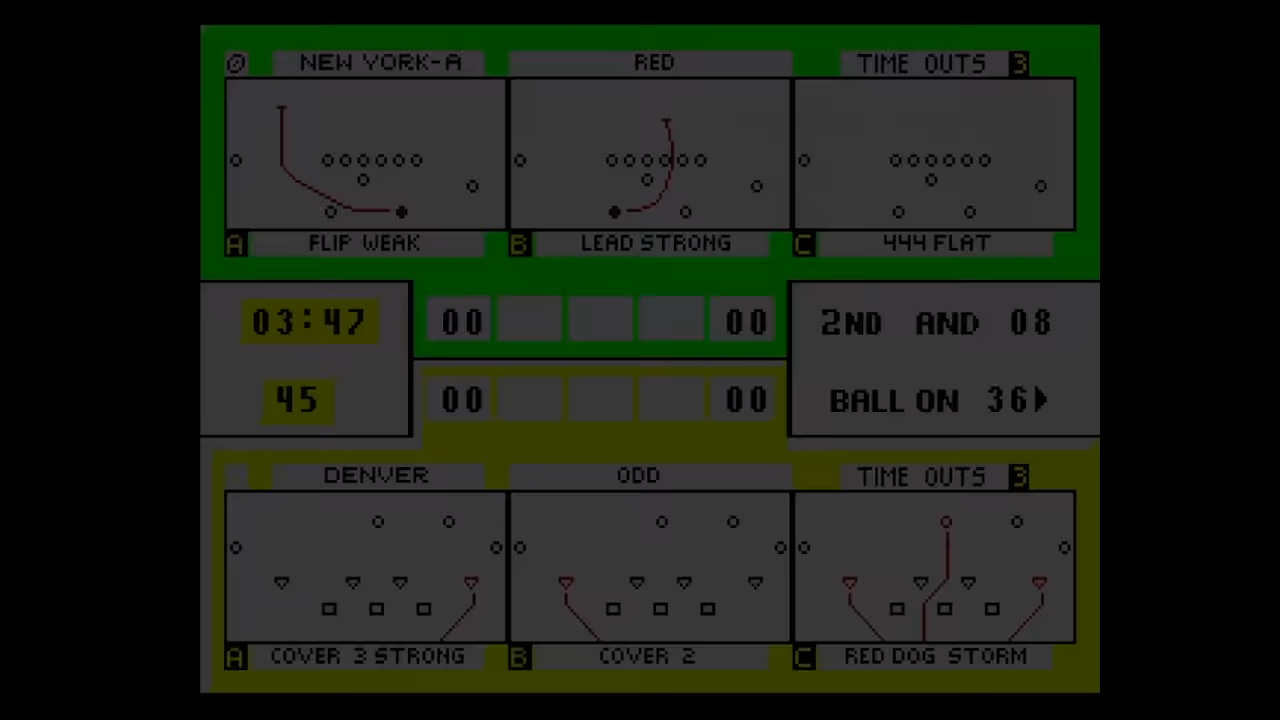 0 NEW YORK-A RED TIME OUTS 3
A FLIP WEAK B LEAD STRONG C 444 FLAT
03:47 00 00 2ND AND 08
45 00 00 BALL ON 36
DENVER ODD TIME OUTS 3
A COVER 3 STRONG B COVER 2 C RED DOG STORM